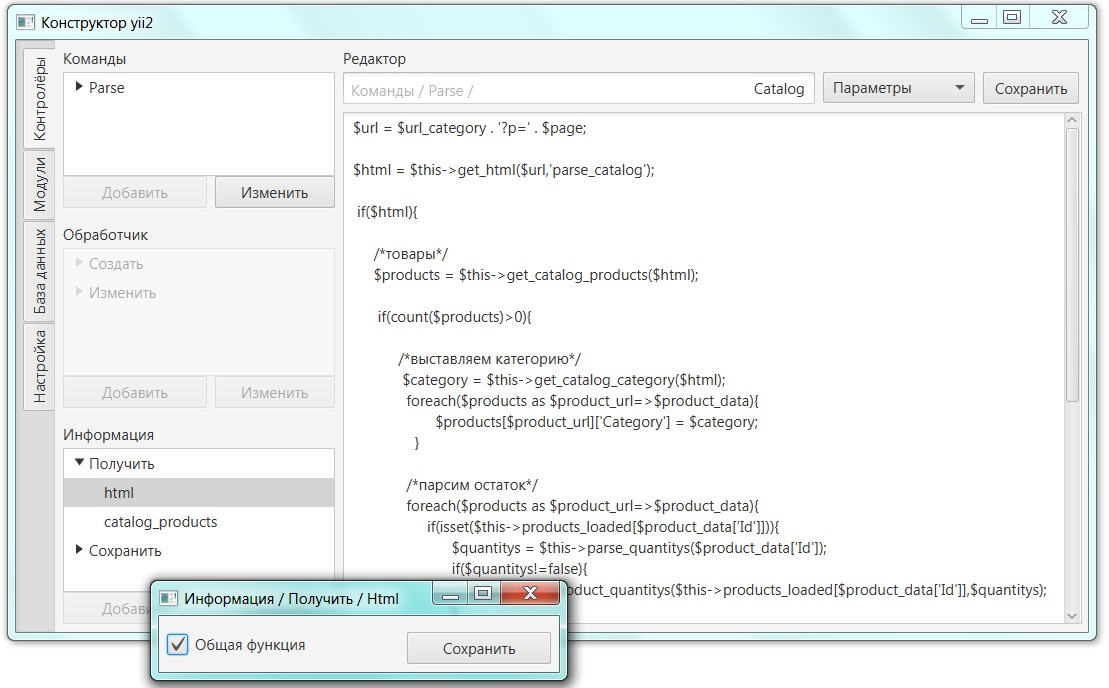 Конструктор yii2
Контролёры
Модули
База данных
Настройка
Команды
Parse
Добавить
Изменить
Обработчик
Создать
Изменить
Добавить
Изменить
Информация
Получить
html
catalog_products
Сохранить
Редактор
Команды / Parse /
Catalog
Параметры
Сохранить
$url = $url_category . '?p=' . $page;
$html = $this->get_html($url,'parse_catalog');
if($html){
/*товары*/
$products = $this->get_catalog_products($html);
if(count($products)>0){
/*выставляем категорию*/
$category = $this->get_catalog_category($html);
foreach($products as $product_url=>$product_data){
$products[$product_url]['Category'] = $category;
}
/*парсим остаток*/
foreach($products as $product_url=>$product_data){
if(isset($this->products_loaded[$product_data['Id']])){
$quantitys = $this->parse_quantitys($product_data['Id']);
if($quantitys!=false){
oduct_quantitys($this->products_loaded[$product_data['Id']],$quantitys);
Информация / Получить / Html
Общая функция
Сохранить